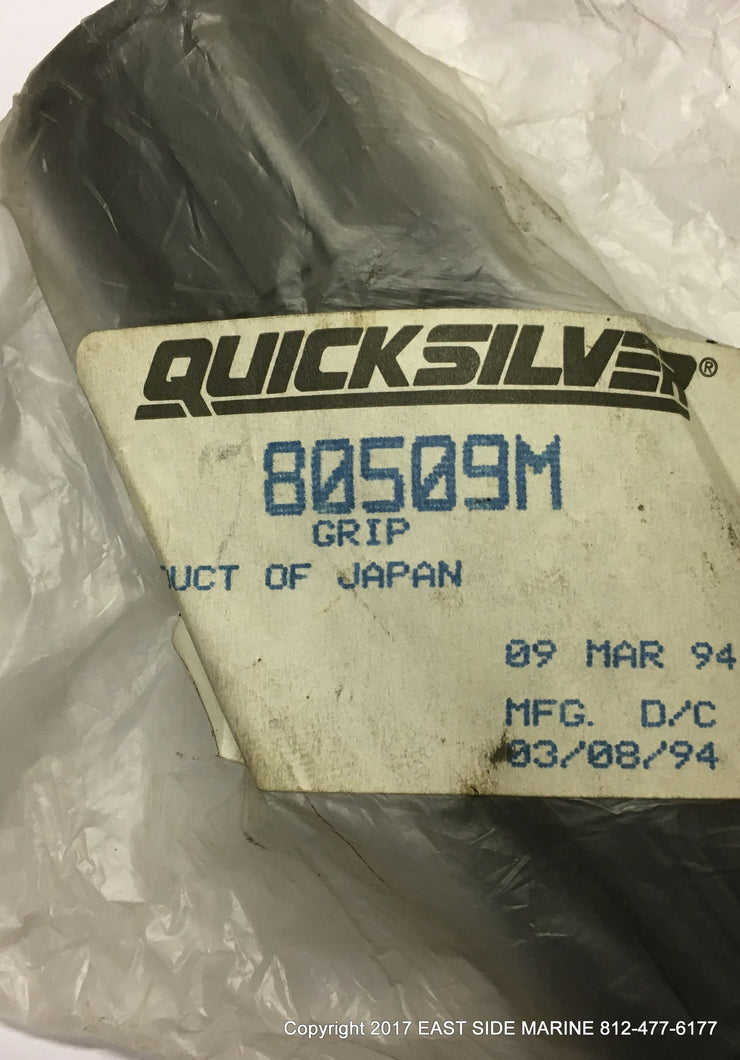 QUICKSILVER®
80509M
GRIP
DUCT OF JAPAN
09 MAR 94
MFG. D/C
03/08/94
Copyright 2017 EAST SIDE MARINE 812-477-6177